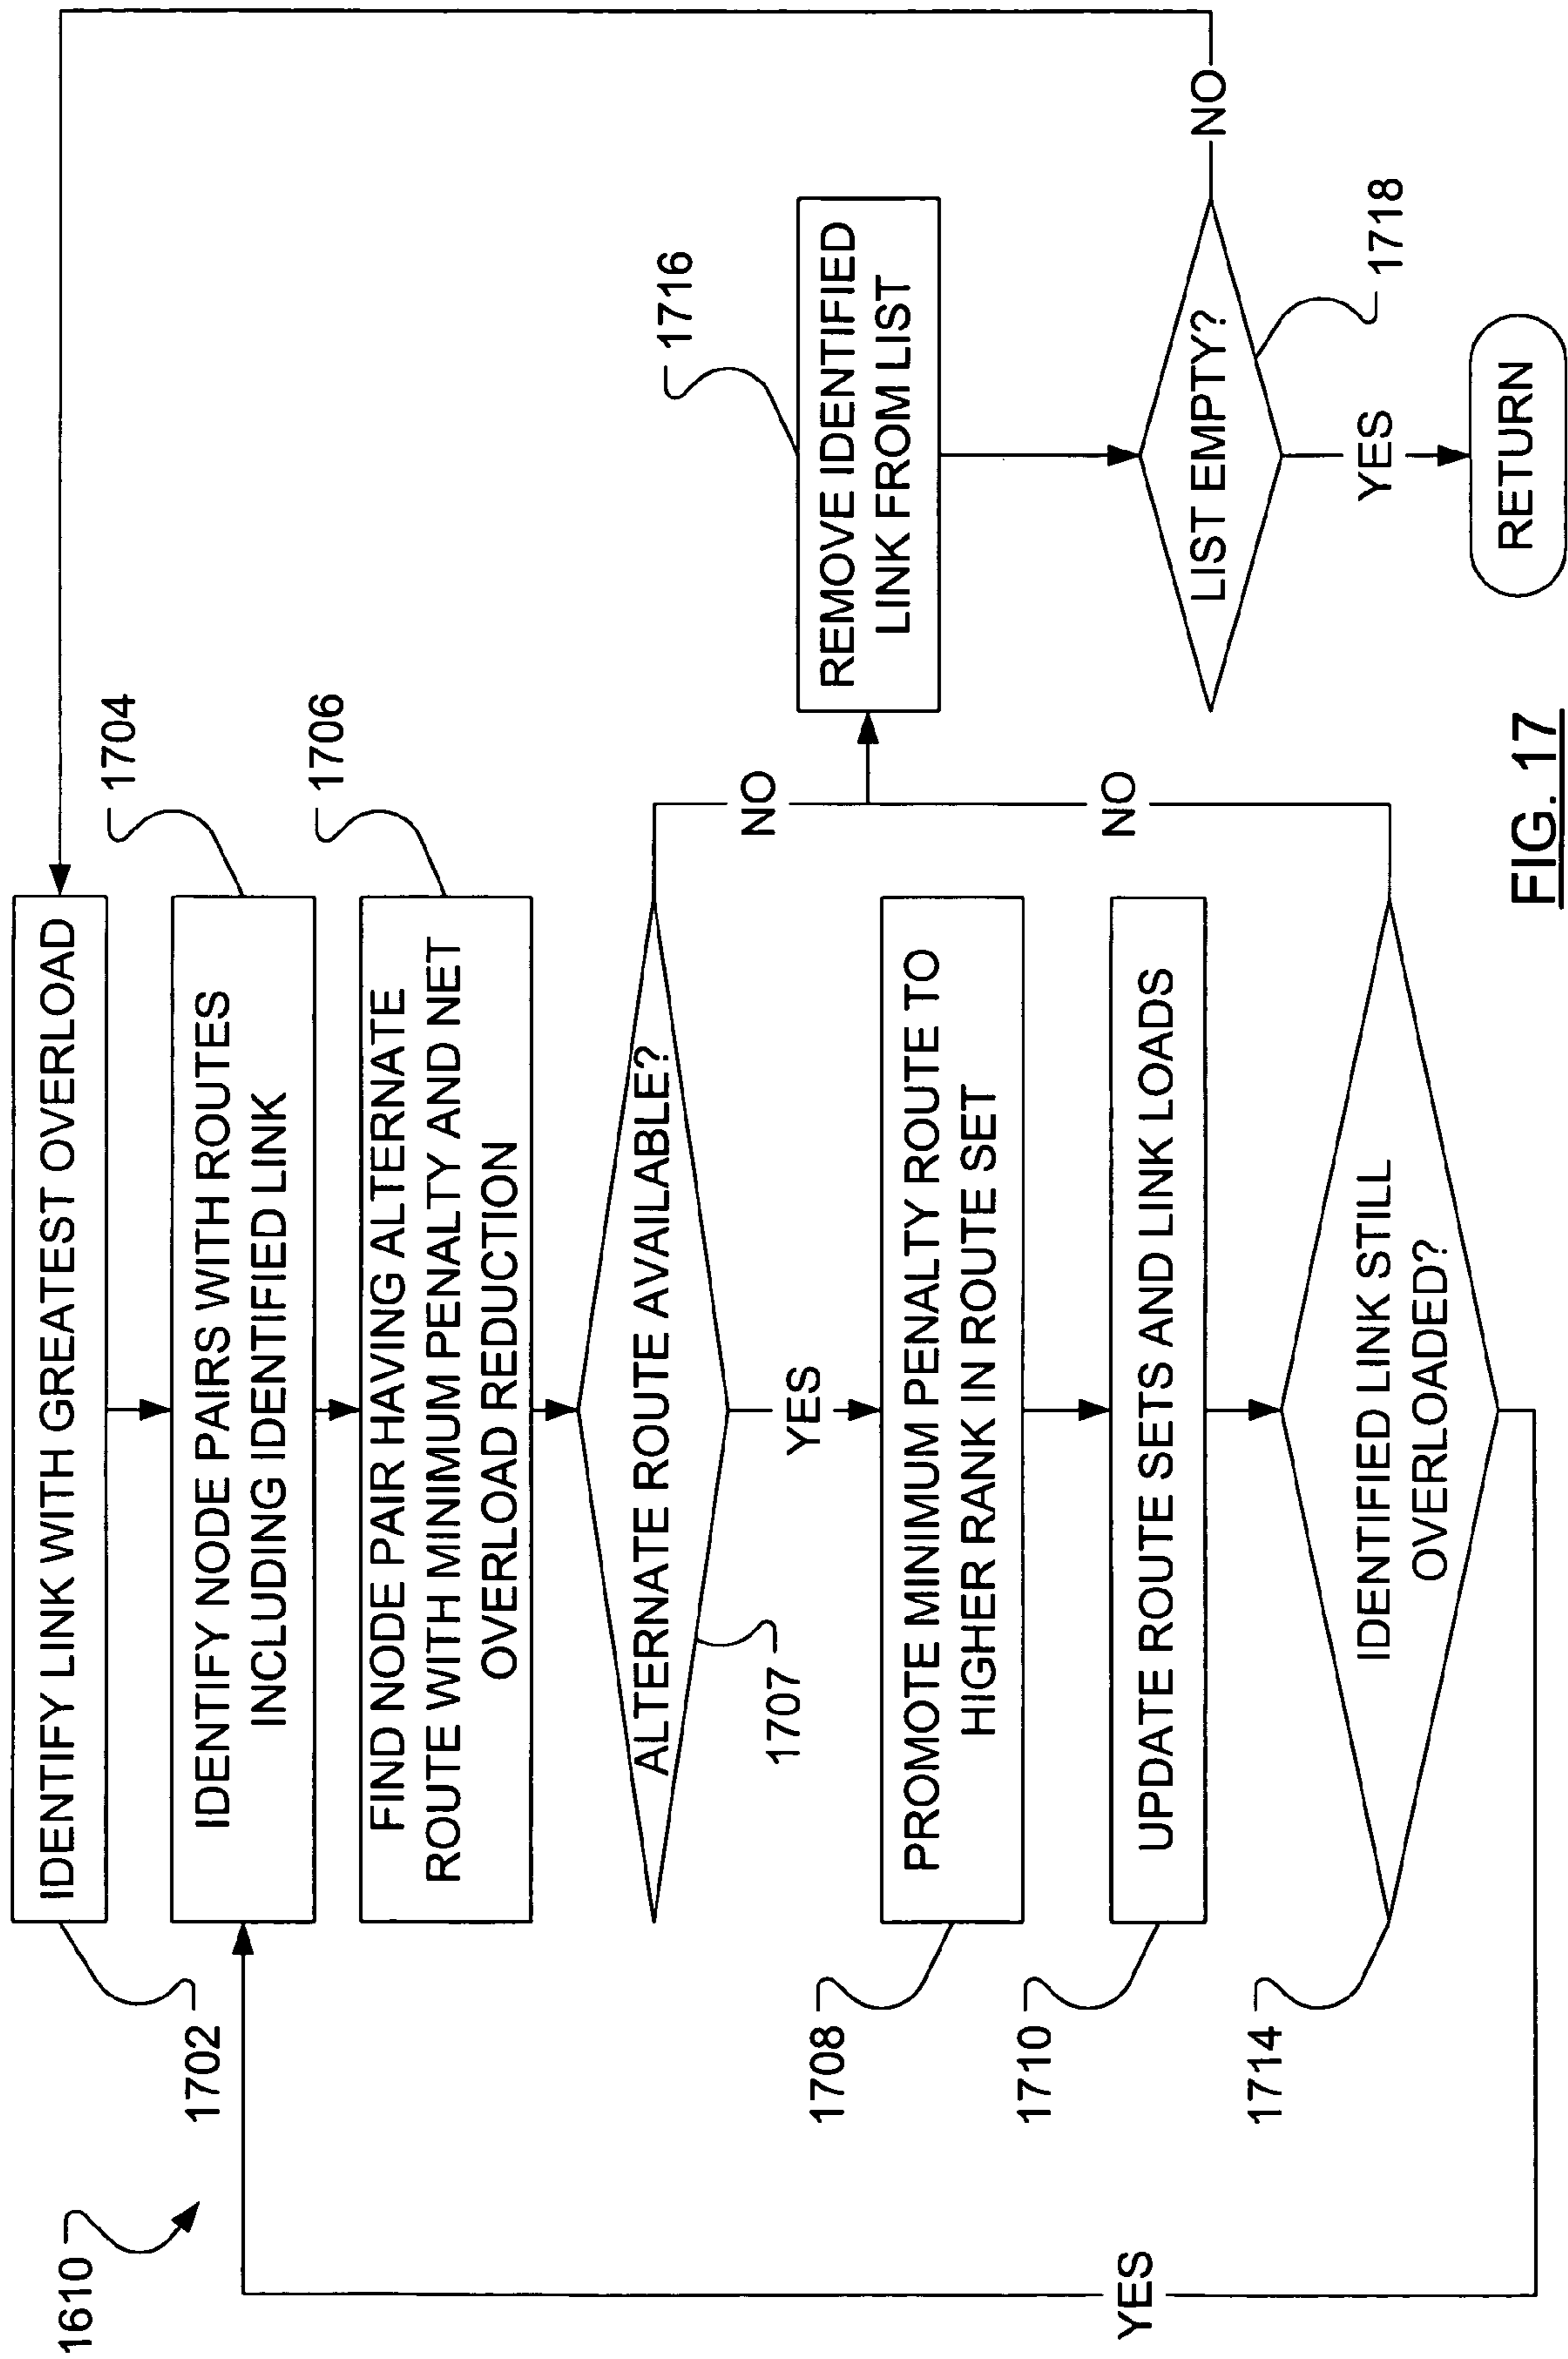 1610
IDENTIFY LINK WITH GREATEST OVERLOAD
1702
IDENTIFY NODE PAIRS WITH ROUTES
INCLUDING IDENTIFIED LINK
1704
FIND NODE PAIR HAVING ALTERNATE
ROUTE WITH MINIMUM PENALTY AND NET
OVERLOAD REDUCTION
1706
ALTERNATE ROUTE AVAILABLE?
1707
NO
YES
PROMOTE MINIMUM PENALTY ROUTE TO
HIGHER RANK IN ROUTE SET
1708
UPDATE ROUTE SETS AND LINK LOADS
1710
IDENTIFIED LINK STILL
OVERLOADED?
1714
NO
YES
REMOVE IDENTIFIED
LINK FROM LIST
1716
LIST EMPTY?
1718
NO
YES
RETURN
FIG. 17